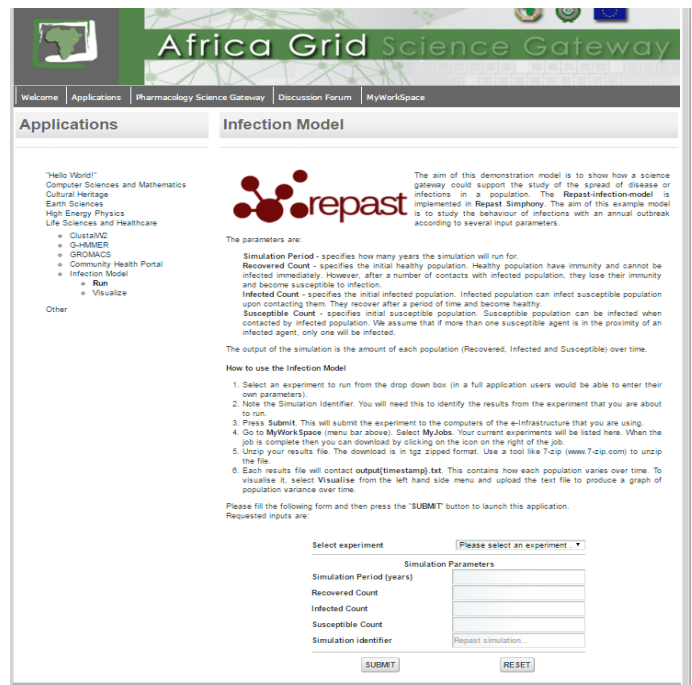 Africa Grid Science Gateway
Welcome Applications Pharmacology Science Gateway Discussion Forum MyWorkSpace
Applications
"Hello World!"
Computer Sciences and Mathematics
Cultural Heritage
Earth Sciences
High Energy Physics
Life Sciences and Healthcare
ClustalW2
G-HMMER
GROMACS
Community Health Portal
Infection Model
Run
Visualize
Other
Infection Model
repast
The aim of this demonstration model is to show how a science
gateway could support the study of the spread of disease or
infections in a population. The Repast-infection-model is
implemented in Repast Simphony. The aim of this example model
is to study the behaviour of infections with an annual outbreak
according to several input parameters.
The parameters are:
Simulation Period - specifies how many years the simulation will run for.
Recovered Count - specifies the initial healthy population. Healthy population have immunity and cannot be
infected immediately. However, after a number of contacts with infected population, they lose their immunity
and become susceptible to infection.
Infected Count - specifies the initial infected population. Infected population can infect susceptible population
upon contacting them. They recover after a period of time and become healthy.
Susceptible Count - specifies initial susceptible population. Susceptible population can be infected when
contacted by infected population. We assume that if more than one susceptible agent is in the proximity of an
infected agent, only one will be infected.
The output of the simulation is the amount of each population (Recovered, Infected and Susceptible) over time.
How to use the Infection Model
1. Select an experiment to run from the drop down box (in a full application users would be able to enter their
own parameters).
2. Note the Simulation Identifier. You will need this to identify the results from the experiment that you are about
to run.
3. Press Submit. This will submit the experiment to the computers of the e-Infrastructure that you are using.
4. Go to MyWorkSpace (menu bar above). Select MyJobs. Your current experiments will be listed here. When the
job is complete then you can download by clicking on the icon on the right of the job.
5. Unzip your results file. The download is in tgz zipped format. Use a tool like 7-zip (www.7-zip.com) to unzip
the file.
6. Each results file will contact output{timestamp}.txt. This contains how each population varies over time. To
visualise it, select Visualise from the left hand side menu and upload the text file to produce a graph of
population variance over time.
Please fill the following form and then press the "SUBMIT" button to launch this application.
Requested inputs are:
Select experiment Please select an experiment .
Simulation Parameters
Simulation Period (years)
Recovered Count
Infected Count
Susceptible Count
Simulation identifier Repast simulation...
SUBMIT RESET